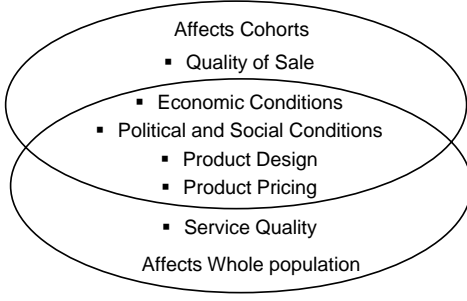 Affects Cohorts
▪ Quality of Sale
▪ Economic Conditions
▪ Political and Social Conditions
▪ Product Design
▪ Product Pricing
▪ Service Quality
Affects Whole population